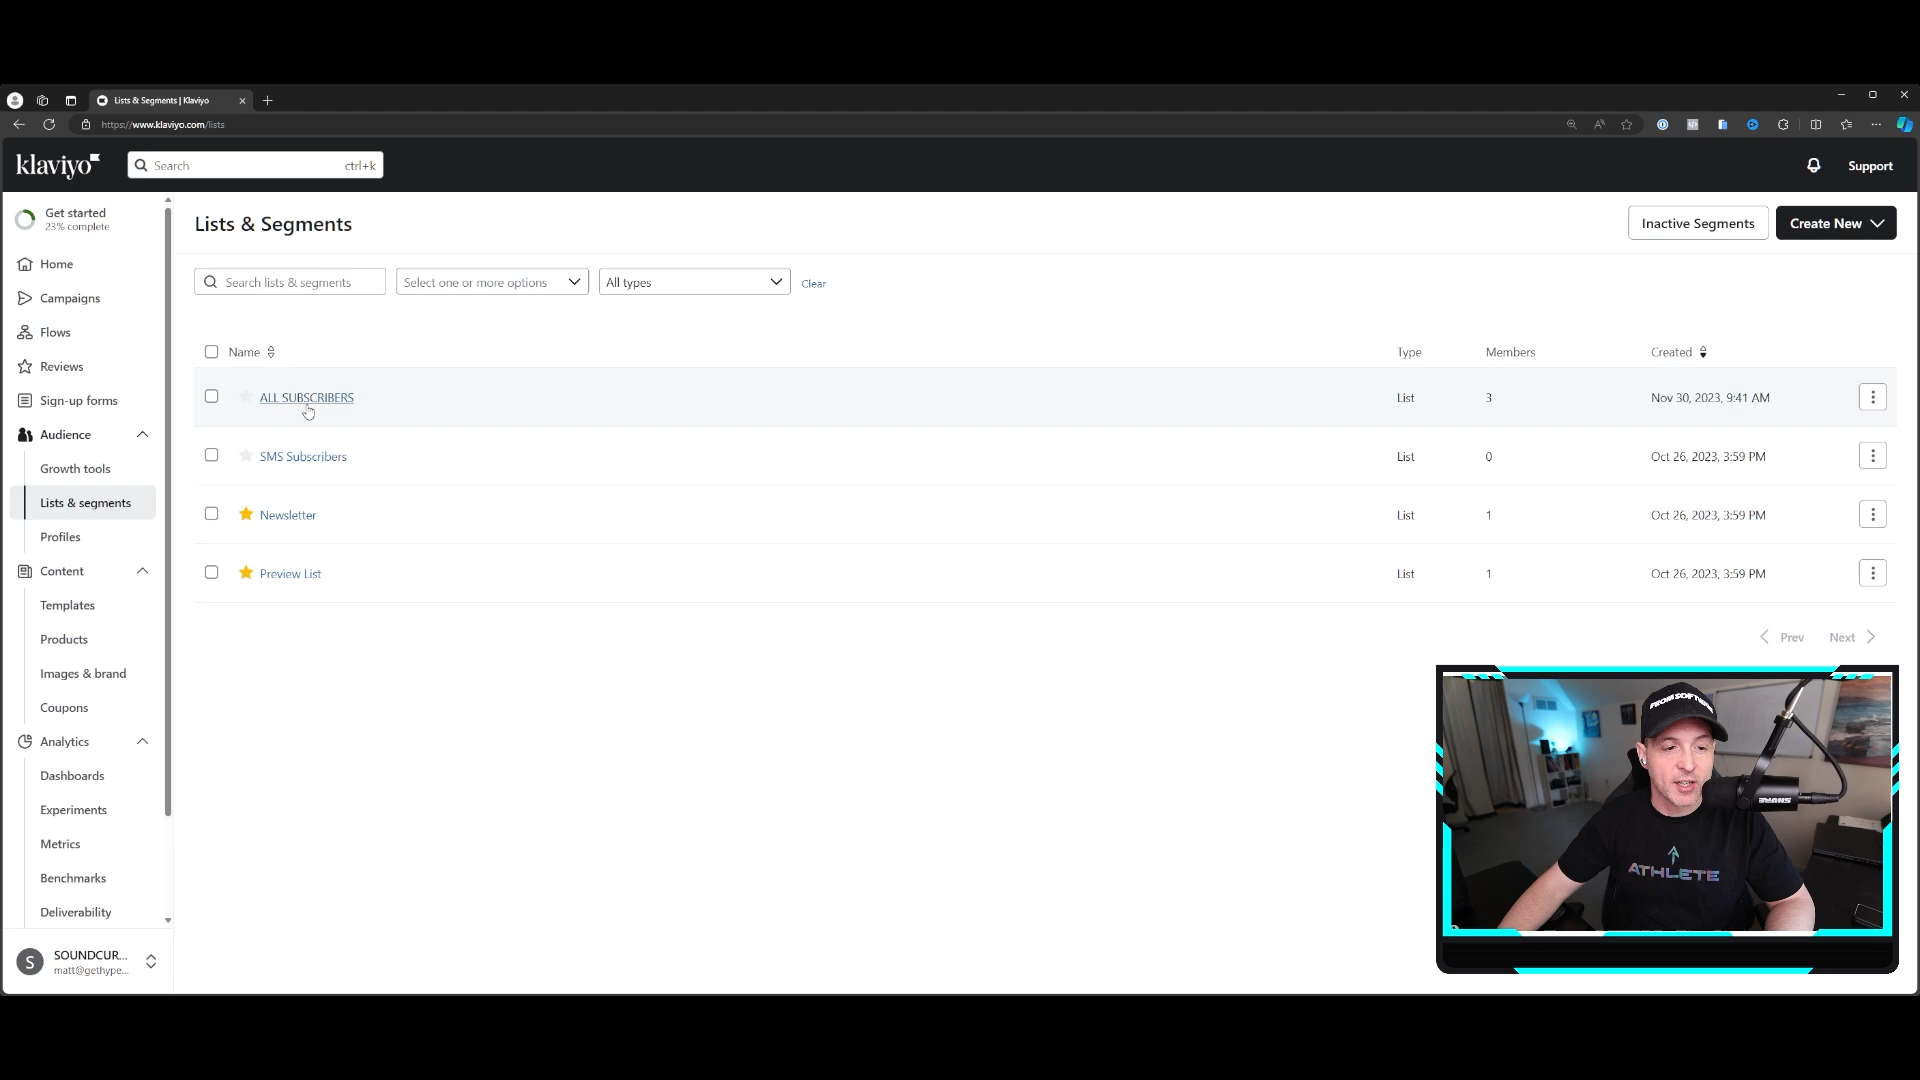 Lists & Segments | Klaviyo
https://www.klaviyo.com/lists
klaviyo
Search
ctrl+k
Support
Get started
23% complete
Home
Campaigns
Flows
Reviews
Sign-up forms
Audience
Growth tools
Lists & segments
Profiles
Content
Templates
Products
Images & brand
Coupons
Analytics
Dashboards
Experiments
Metrics
Benchmarks
Deliverability
SOUNDCUR...
matt@gethype...
S
Lists & Segments
Inactive Segments
Create New
Search lists & segments
Select one or more options
All types
Clear
Name
Type
Members
Created
ALL SUBSCRIBERS
List
3
Nov 30, 2023, 9:41 AM
SMS Subscribers
List
0
Oct 26, 2023, 3:59 PM
Newsletter
List
1
Oct 26, 2023, 3:59 PM
Preview List
List
1
Oct 26, 2023, 3:59 PM
Prev
Next
FROMSOFTWARE
SHURE
ATHLETE